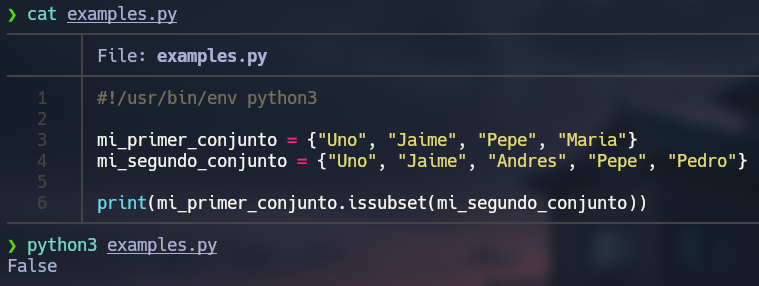 ❯ cat examples.py
File: examples.py
1 #!/usr/bin/env python3
2
3 mi_primer_conjunto = {"Uno", "Jaime", "Pepe", "Maria"}
4 mi_segundo_conjunto = {"Uno", "Jaime", "Andres", "Pepe", "Pedro"}
5
6 print(mi_primer_conjunto.issubset(mi_segundo_conjunto))
❯ python3 examples.py
False